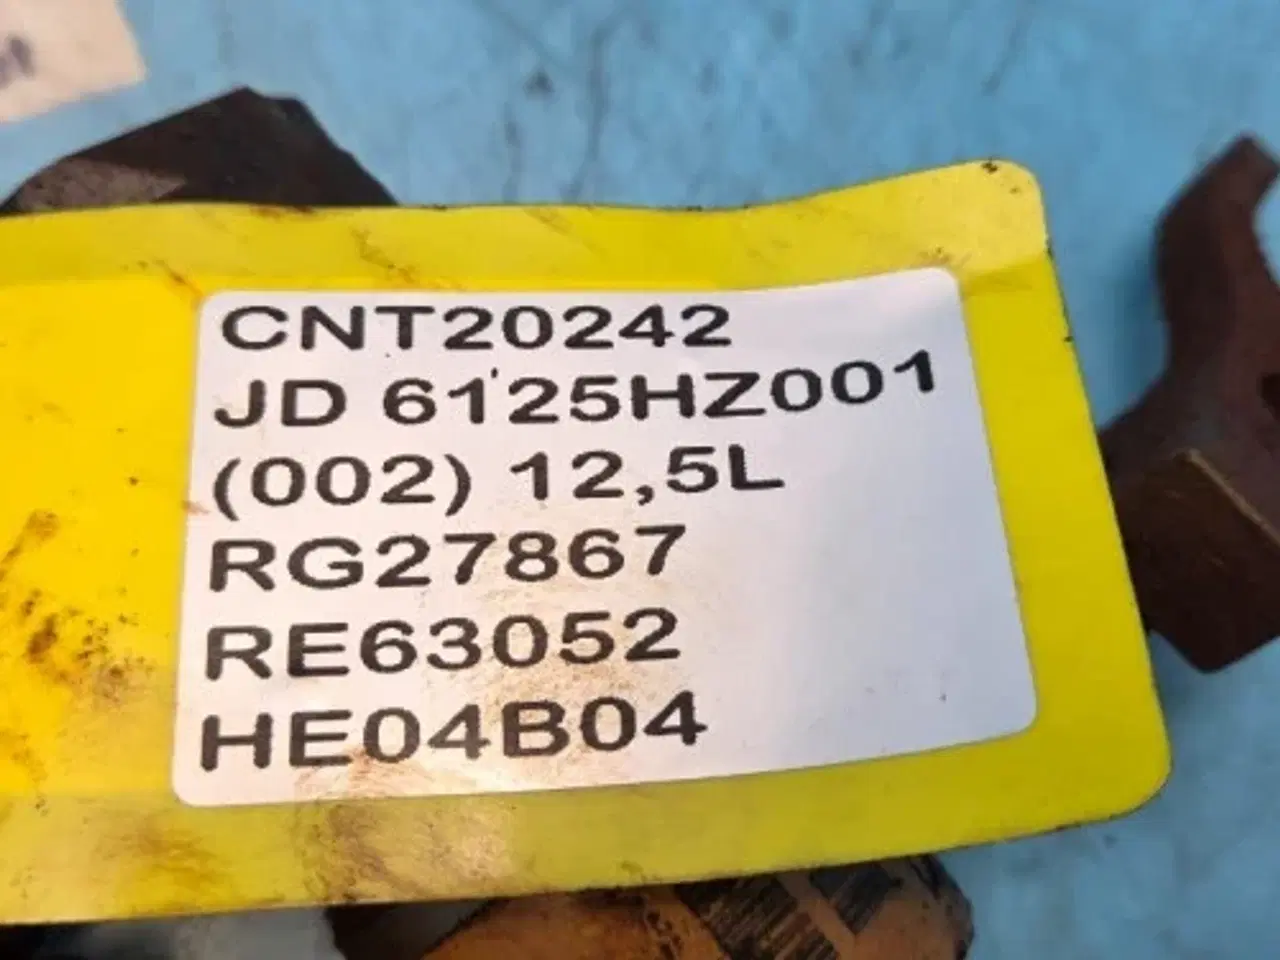 CNT20242
JD 6125HZ001
(002) 12,5L
RG27867
RE63052
HE04B04